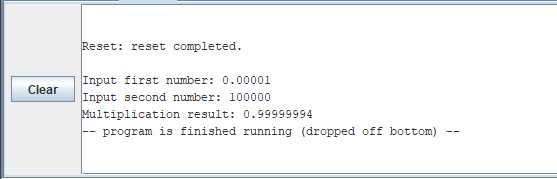 Reset: reset completed.
Input first number: 0.00001
Clear
Input second number: 100000
Multiplication result: 0.99999994
-- program is finished running (dropped off bottom) --